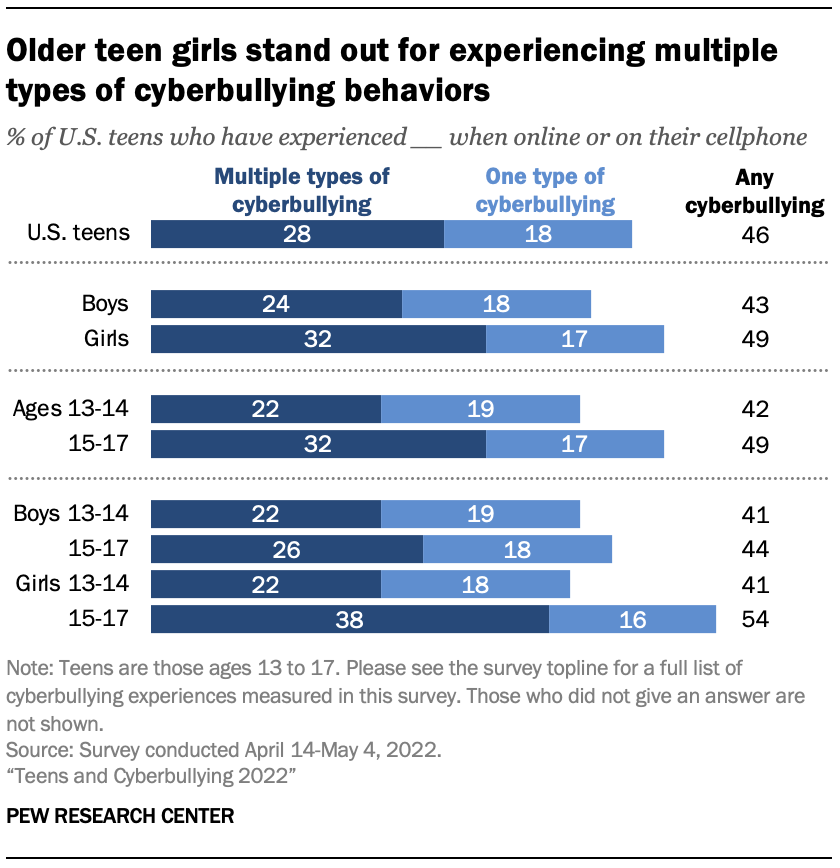 Older teen girls stand out for experiencing multiple
types of cyberbullying behaviors
% of U.S. teens who have experienced __ when online or on their cellphone
Multiple types of cyberbullying
One type of cyberbullying
Any cyberbullying
U.S. teens 28 18 46
Boys 24 18 43
Girls 32 17 49
Ages 13-14 22 19 42
15-17 32 17 49
Boys 13-14 22 19 41
15-17 26 18 44
Girls 13-14 22 18 41
15-17 38 16 54
Note: Teens are those ages 13 to 17. Please see the survey topline for a full list of
cyberbullying experiences measured in this survey. Those who did not give an answer are
not shown.
Source: Survey conducted April 14-May 4, 2022.
“Teens and Cyberbullying 2022”
PEW RESEARCH CENTER